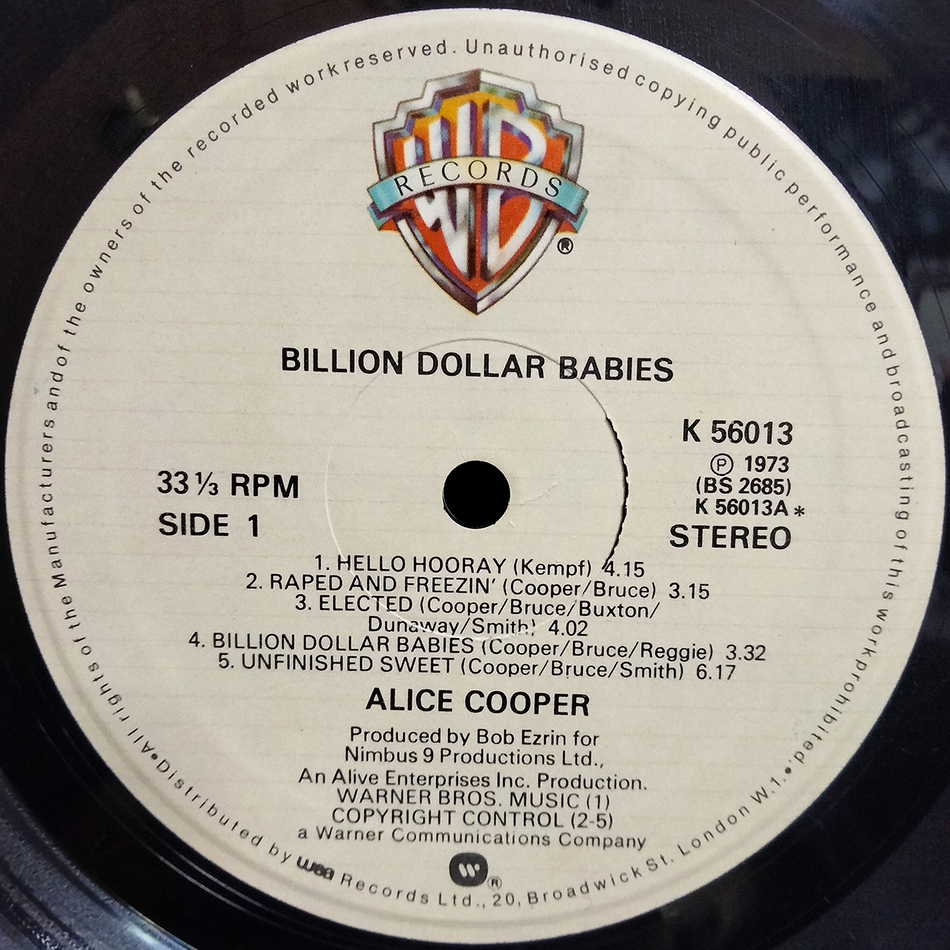 All rights of the Manufacturers and of the owners of the recorded work reserved. Unauthorised copying public performance and broadcasting of this work prohibited.
WB
RECORDS
®
BILLION DOLLAR BABIES
K 56013
Ⓟ 1973
(BS 2685)
K 56013A *
STEREO
33 ⅓ RPM
SIDE 1
1. HELLO HOORAY (Kempf) 4.15
2. RAPED AND FREEZIN' (Cooper/Bruce) 3.15
3. ELECTED (Cooper/Bruce/Buxton/
Dunaway/Smith) 4.02
4. BILLION DOLLAR BABIES (Cooper/Bruce/Reggie) 3.32
5. UNFINISHED SWEET (Cooper/Bruce/Smith) 6.17
ALICE COOPER
Produced by Bob Ezrin for
Nimbus 9 Productions Ltd.,
An Alive Enterprises Inc. Production.
WARNER BROS. MUSIC (1)
COPYRIGHT CONTROL (2-5)
a Warner Communications Company
®
•Distributed by wea Records Ltd., 20, Broadwick St. London W.1.•